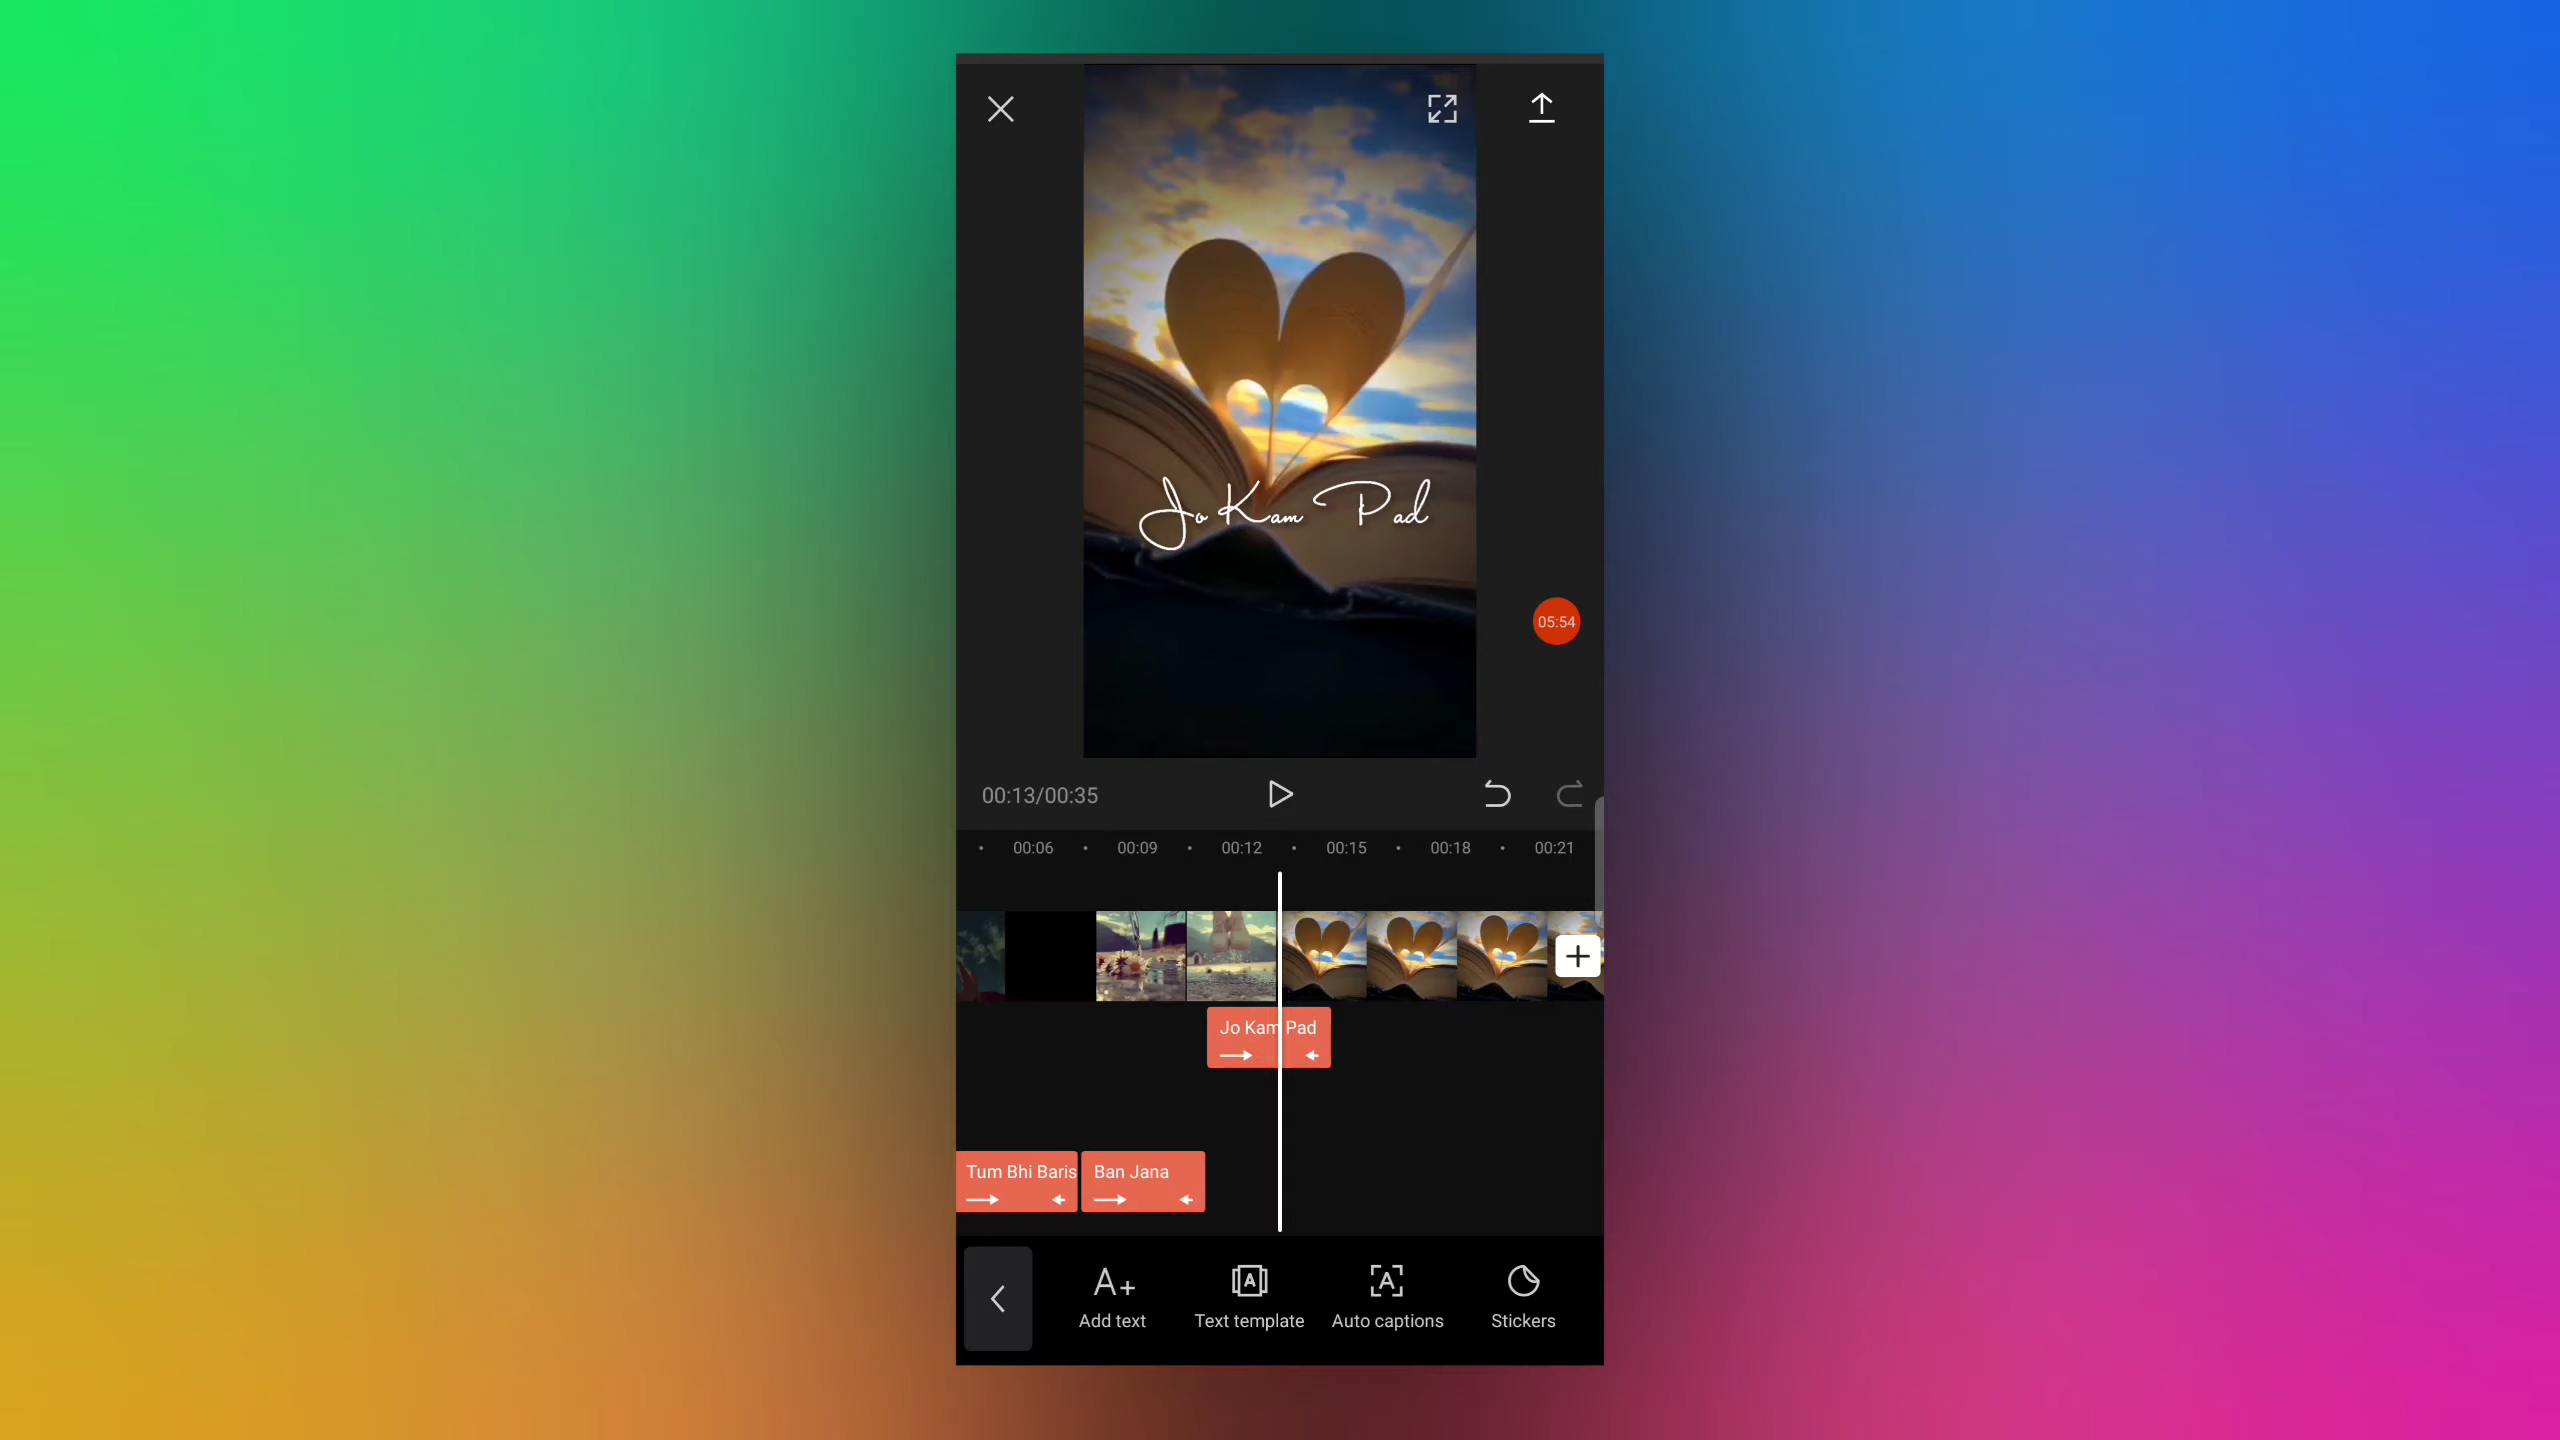 Jo Kam Pad
05:54
00:13/00:35
00:06 00:09 00:12 00:15 00:18 00:21
Jo Kam Pad
Tum Bhi Baris Ban Jana
Add text Text template Auto captions Stickers